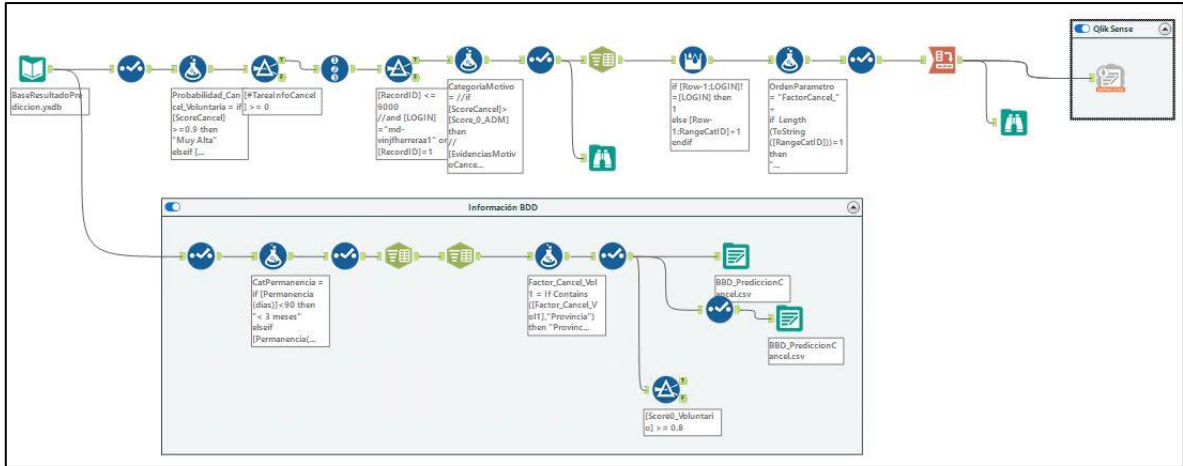 Qlik Sense
BaseResultadoPre
diccion.yxdb
Probabilidad_Can
cel_Voluntaria = if
[ScoreCancel]
>=0.9 then
"Muy Alta"
elseif [...
[#TareaInfoCancel
] >= 0
[RecordID] <=
9000
//and [LOGIN]
="md-
vinjfherreraa1" or
[RecordID]=1
CategoriaMotivo
= //if
[ScoreCancel]>
[Score_0_ADM]
then
//
[EvidenciasMotiv
oCance...
if [Row-1:LOGIN]!
=[LOGIN] then
1
else [Row-
1:RangeCatID]+1
endif
OrdenParametro
= "FactorCancel_"
+
if Length
(ToString
([RangeCatID]))=1
then
"...
Información BDD
CatPermanencia =
if [Permanencia
(dias)]<90 then
"< 3 meses"
elseif
[Permanencia(...
Factor_Cancel_Vol
1 = If Contains
([Factor_Cancel_V
ol1],"Provincia")
then "Provinc...
BBD_PrediccionC
ancel.csv
BBD_PrediccionC
ancel.csv
[Score0_Voluntari
o] >= 0.8